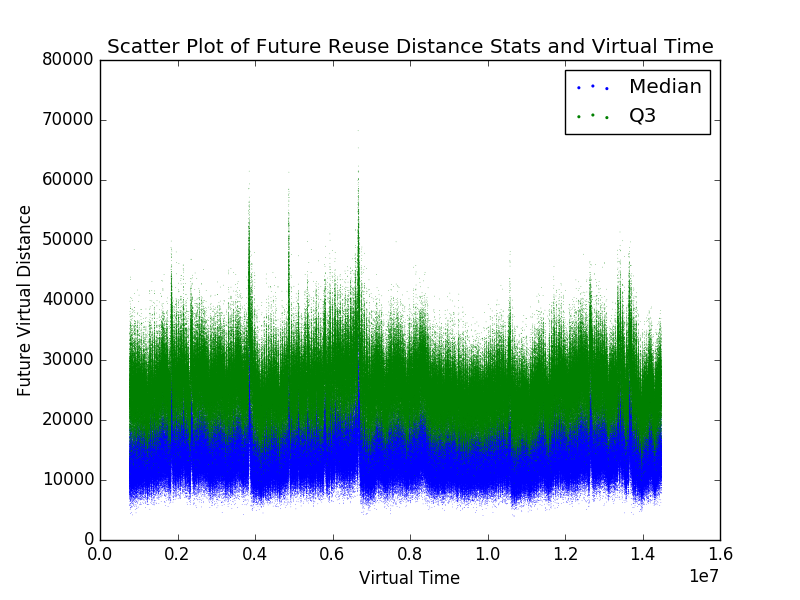 Scatter Plot of Future Reuse Distance Stats and Virtual Time
80000
70000
60000
50000
40000
30000
20000
10000
0
Future Virtual Distance
Median
Q3
0.0 0.2 0.4 0.6 0.8 1.0 1.2 1.4 1.6
1e7
Virtual Time